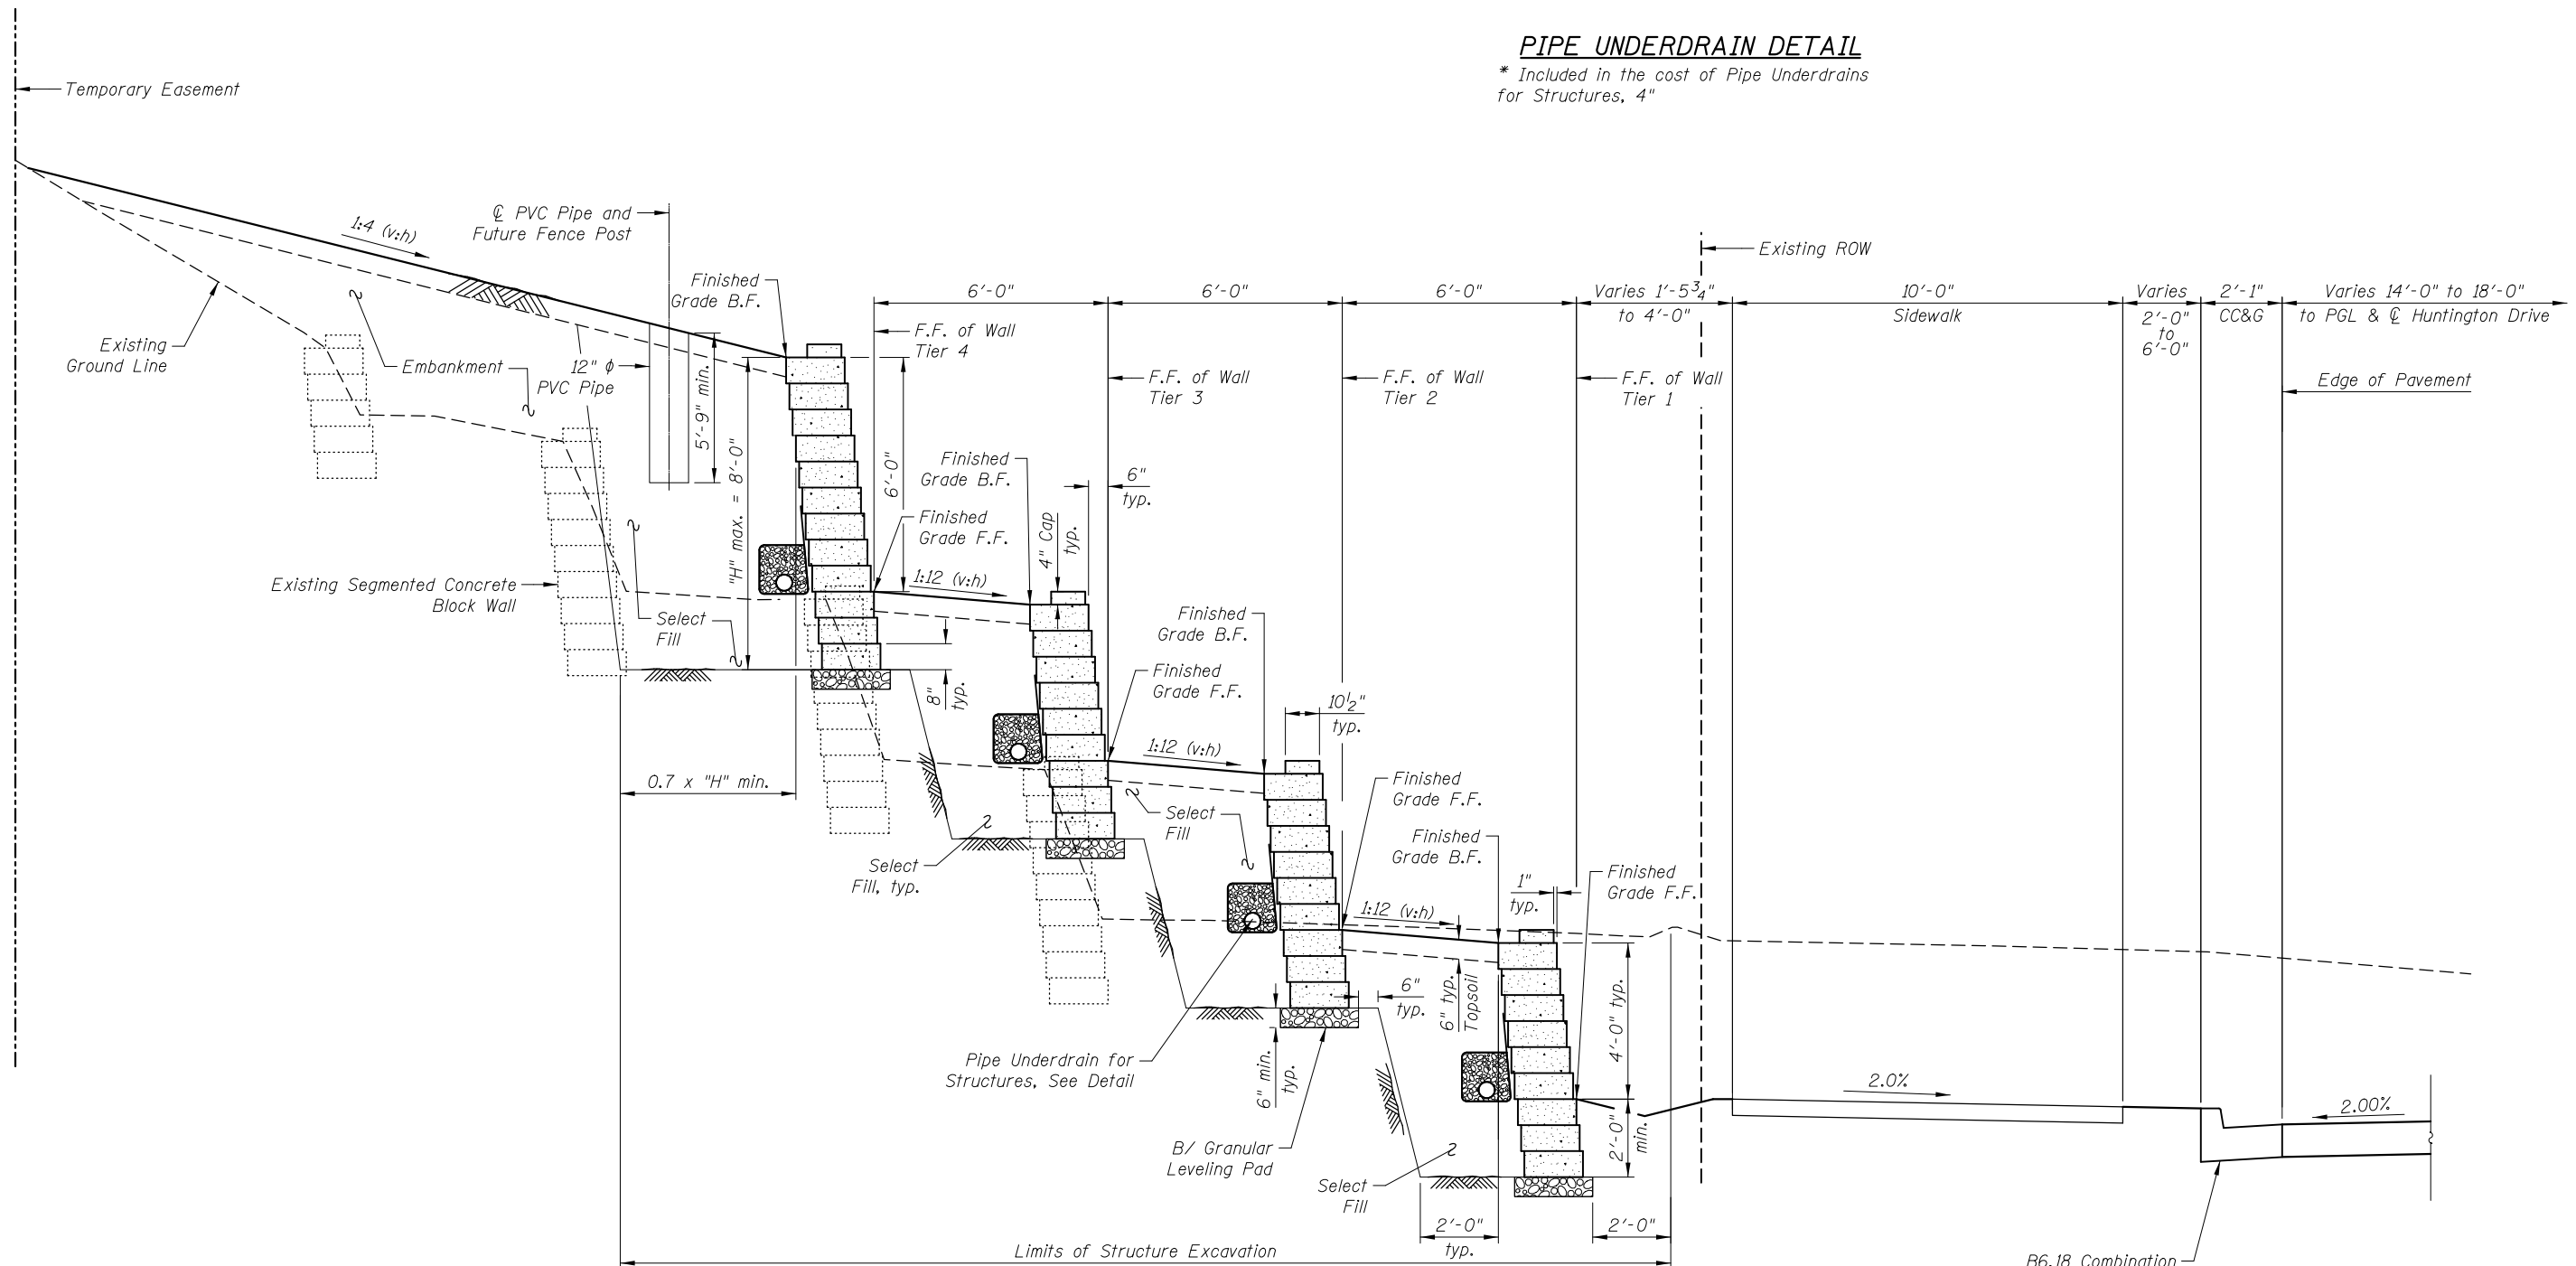 PIPE UNDERDRAIN DETAIL
* Included in the cost of Pipe Underdrains
for Structures, 4"
Temporary Easement
1:4 (v:h)
℄ PVC Pipe and
Future Fence Post
Finished
Grade B.F.
Existing
Ground Line
Embankment
12" ϕ
PVC Pipe
5'-9" min.
"H" max. = 8'-0"
6'-0"
F.F. of Wall
Tier 4
6'-0"
6'-0"
6'-0"
Varies 1'-5¾"
to 4'-0"
Existing ROW
10'-0"
Sidewalk
Varies
2'-0"
to
6'-0"
2'-1"
CC&G
Varies 14'-0" to 18'-0"
to PGL & ℄ Huntington Drive
F.F. of Wall
Tier 3
F.F. of Wall
Tier 2
F.F. of Wall
Tier 1
Edge of Pavement
Finished
Grade B.F.
6"
typ.
Finished
Grade F.F.
4" Cap
typ.
1:12 (v:h)
Existing Segmented Concrete
Block Wall
Select
Fill
8"
typ.
0.7 x "H" min.
Finished
Grade B.F.
Finished
Grade F.F.
10½"
typ.
1:12 (v:h)
Select
Fill
Finished
Grade F.F.
Finished
Grade B.F.
Select
Fill, typ.
1"
typ.
Finished
Grade F.F.
1:12 (v:h)
6"
typ.
6" typ.
Topsoil
4'-0" typ.
2'-0"
min.
Pipe Underdrain for
Structures, See Detail
6" min.
typ.
B/ Granular
Leveling Pad
Select
Fill
2.0%
2.00%
2'-0"
typ.
2'-0"
Limits of Structure Excavation
B6.18 Combination